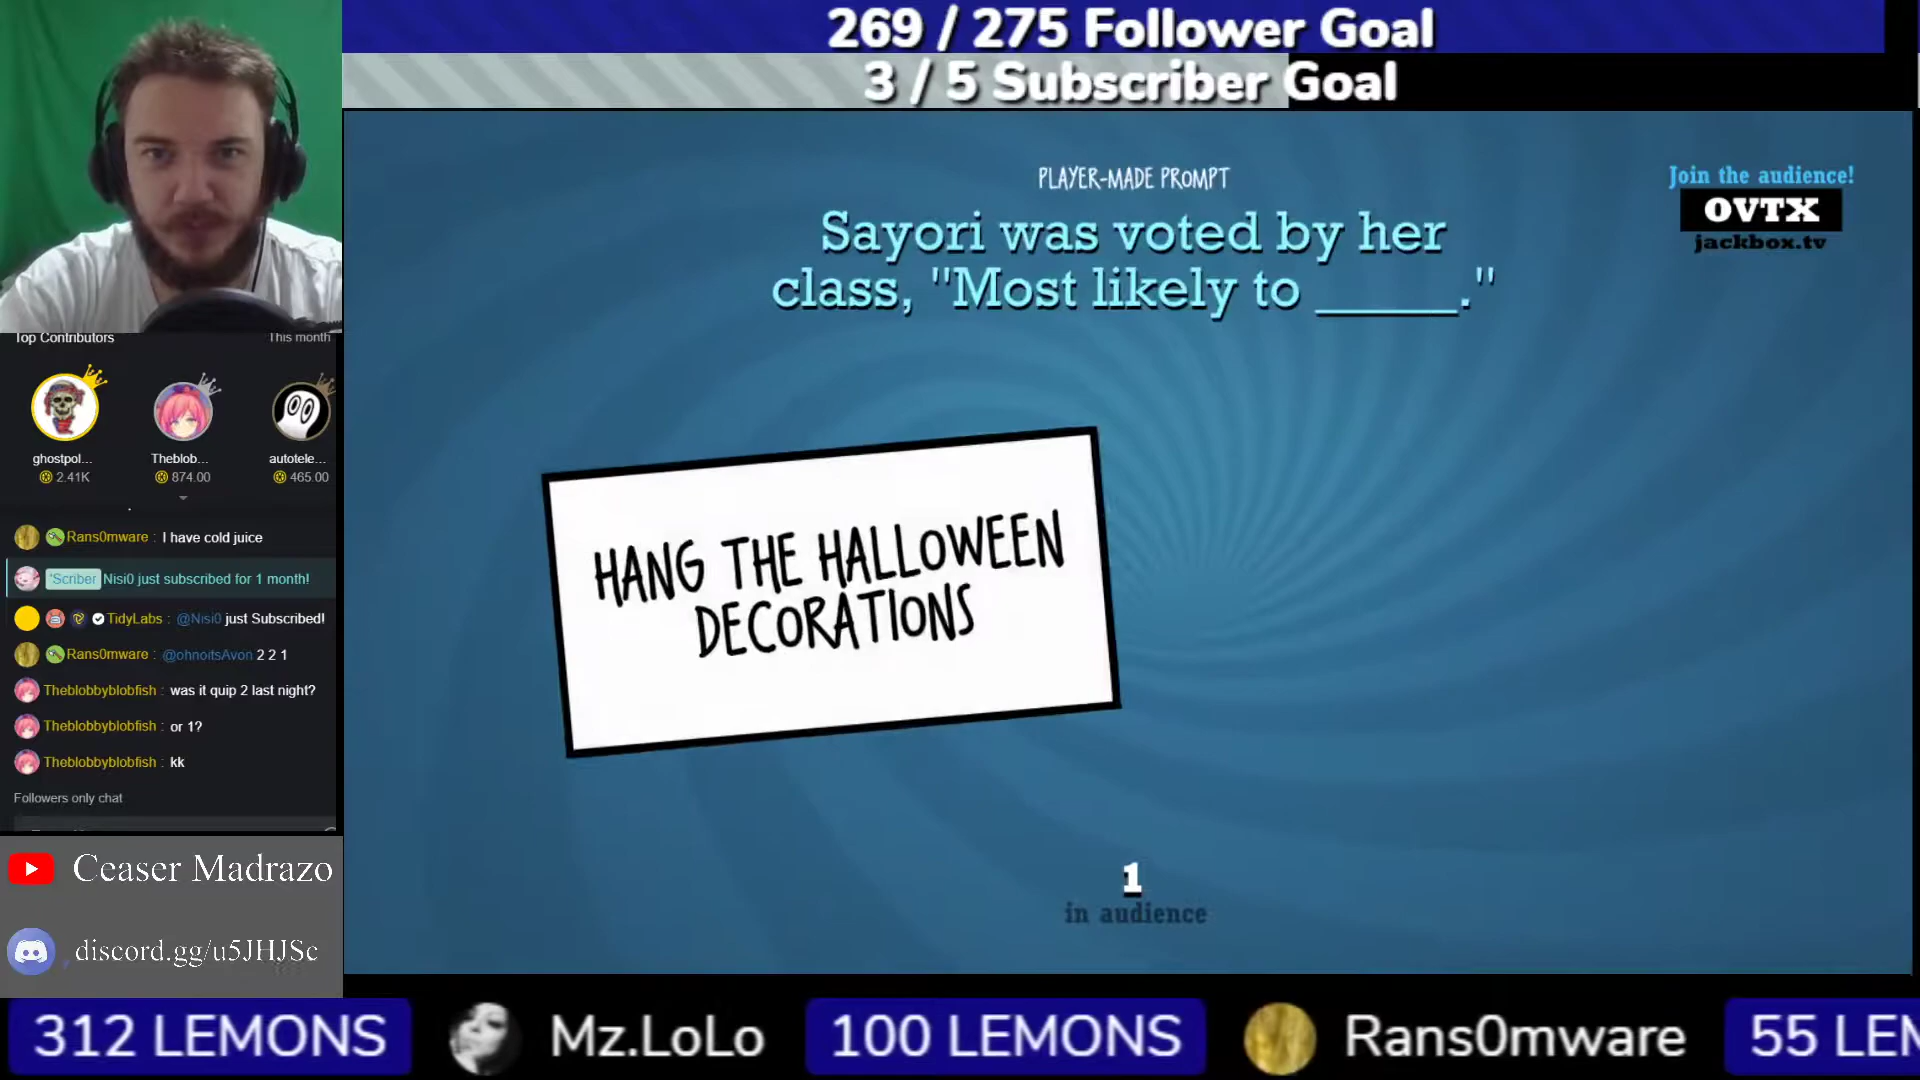 269 / 275 Follower Goal
3 / 5 Subscriber Goal
PLAYER-MADE PROMPT
Sayori was voted by her
class, "Most likely to _____."
Join the audience!
OVTX
jackbox.tv
HANG THE HALLOWEEN
DECORATIONS
1
in audience
Top Contributors
This month
ghostpol...
Theblob...
autotele...
2.41K
874.00
465.00
Rans0mware : I have cold juice
'Scriber Nisi0 just subscribed for 1 month!
TidyLabs : @Nisi0 just Subscribed!
Rans0mware : @ohnoitsAvon 2 2 1
Theblobbyblobfish : was it quip 2 last night?
Theblobbyblobfish : or 1?
Theblobbyblobfish : kk
Followers only chat
Ceaser Madrazo
discord.gg/u5JHJSc
312 LEMONS
Mz.LoLo
100 LEMONS
Rans0mware
55 LEM